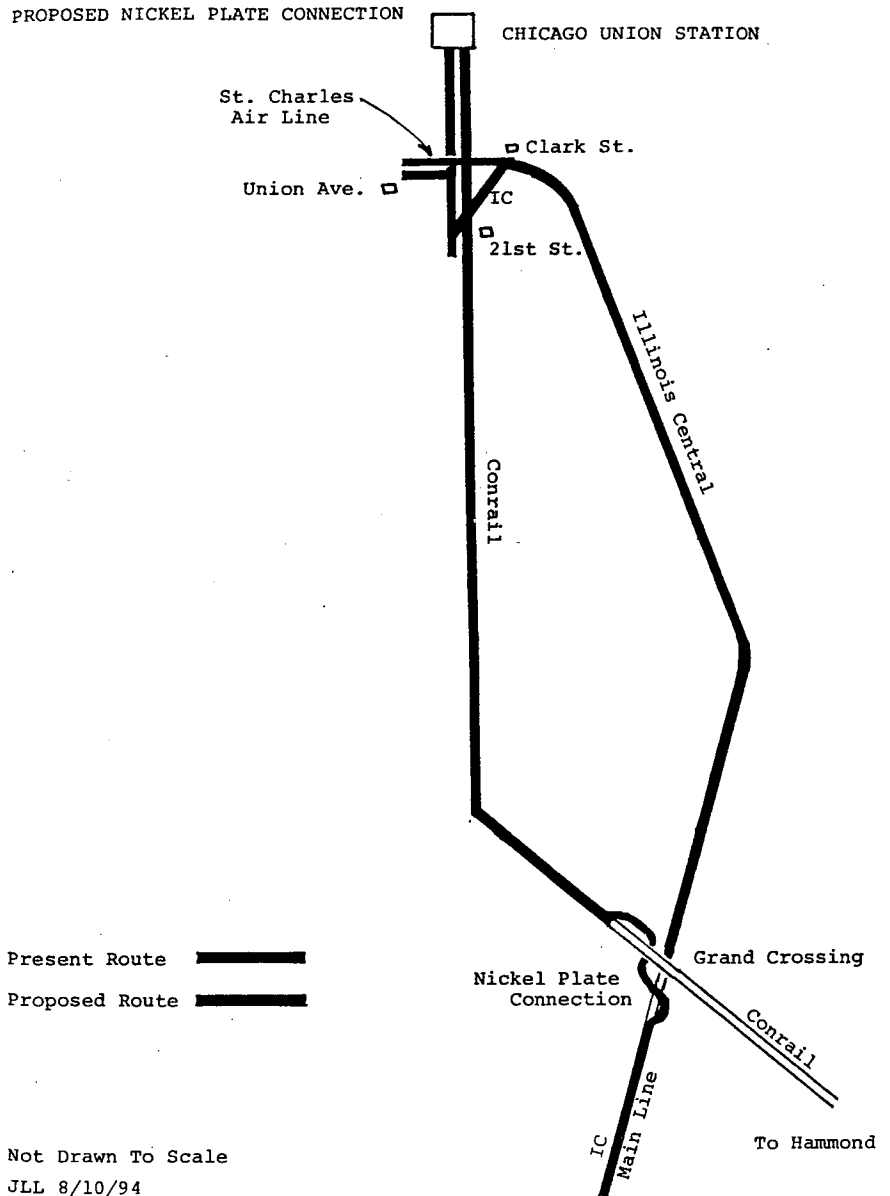 PROPOSED NICKEL PLATE CONNECTION
CHICAGO UNION STATION
St. Charles
Air Line
Clark St.
Union Ave.
IC
21st St.
Illinois Central
Conrail
Present Route
Proposed Route
Grand Crossing
Nickel Plate
Connection
Conrail
IC
Main Line
To Hammond
Not Drawn To Scale
JLL 8/10/94